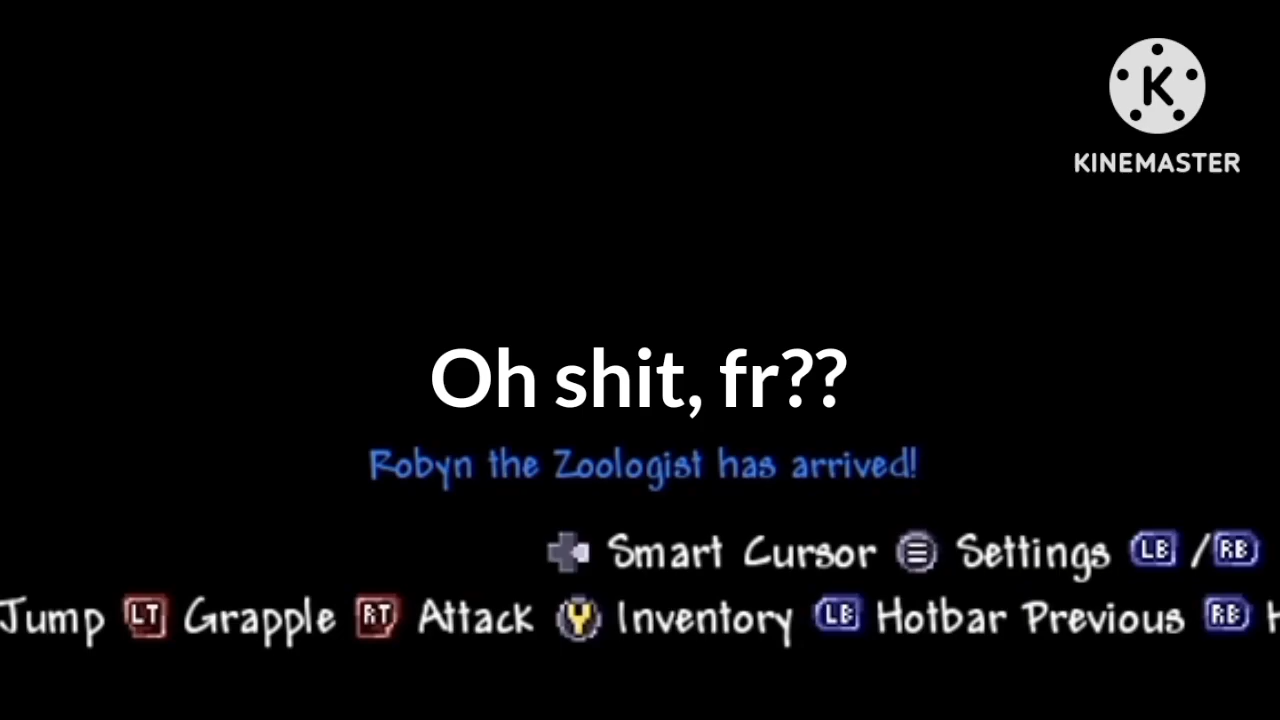 K
KINEMASTER
Oh shit, fr??
Robyn the Zoologist has arrived!
Smart Cursor Settings LB / RB
Jump LT Grapple RT Attack Y Inventory LB Hotbar Previous RB H